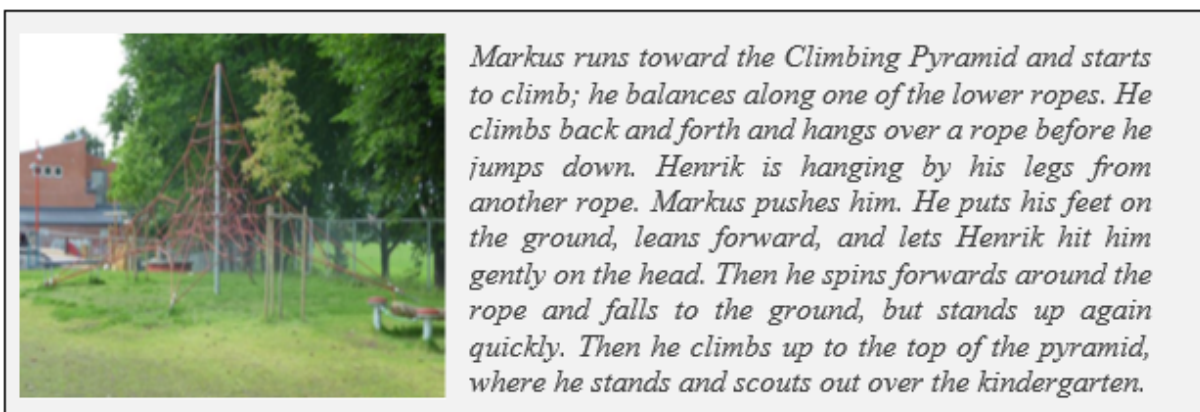 Markus runs toward the Climbing Pyramid and starts
to climb; he balances along one of the lower ropes. He
climbs back and forth and hangs over a rope before he
jumps down. Henrik is hanging by his legs from
another rope. Markus pushes him. He puts his feet on
the ground, leans forward, and lets Henrik hit him
gently on the head. Then he spins forwards around the
rope and falls to the ground, but stands up again
quickly. Then he climbs up to the top of the pyramid,
where he stands and scouts out over the kindergarten.